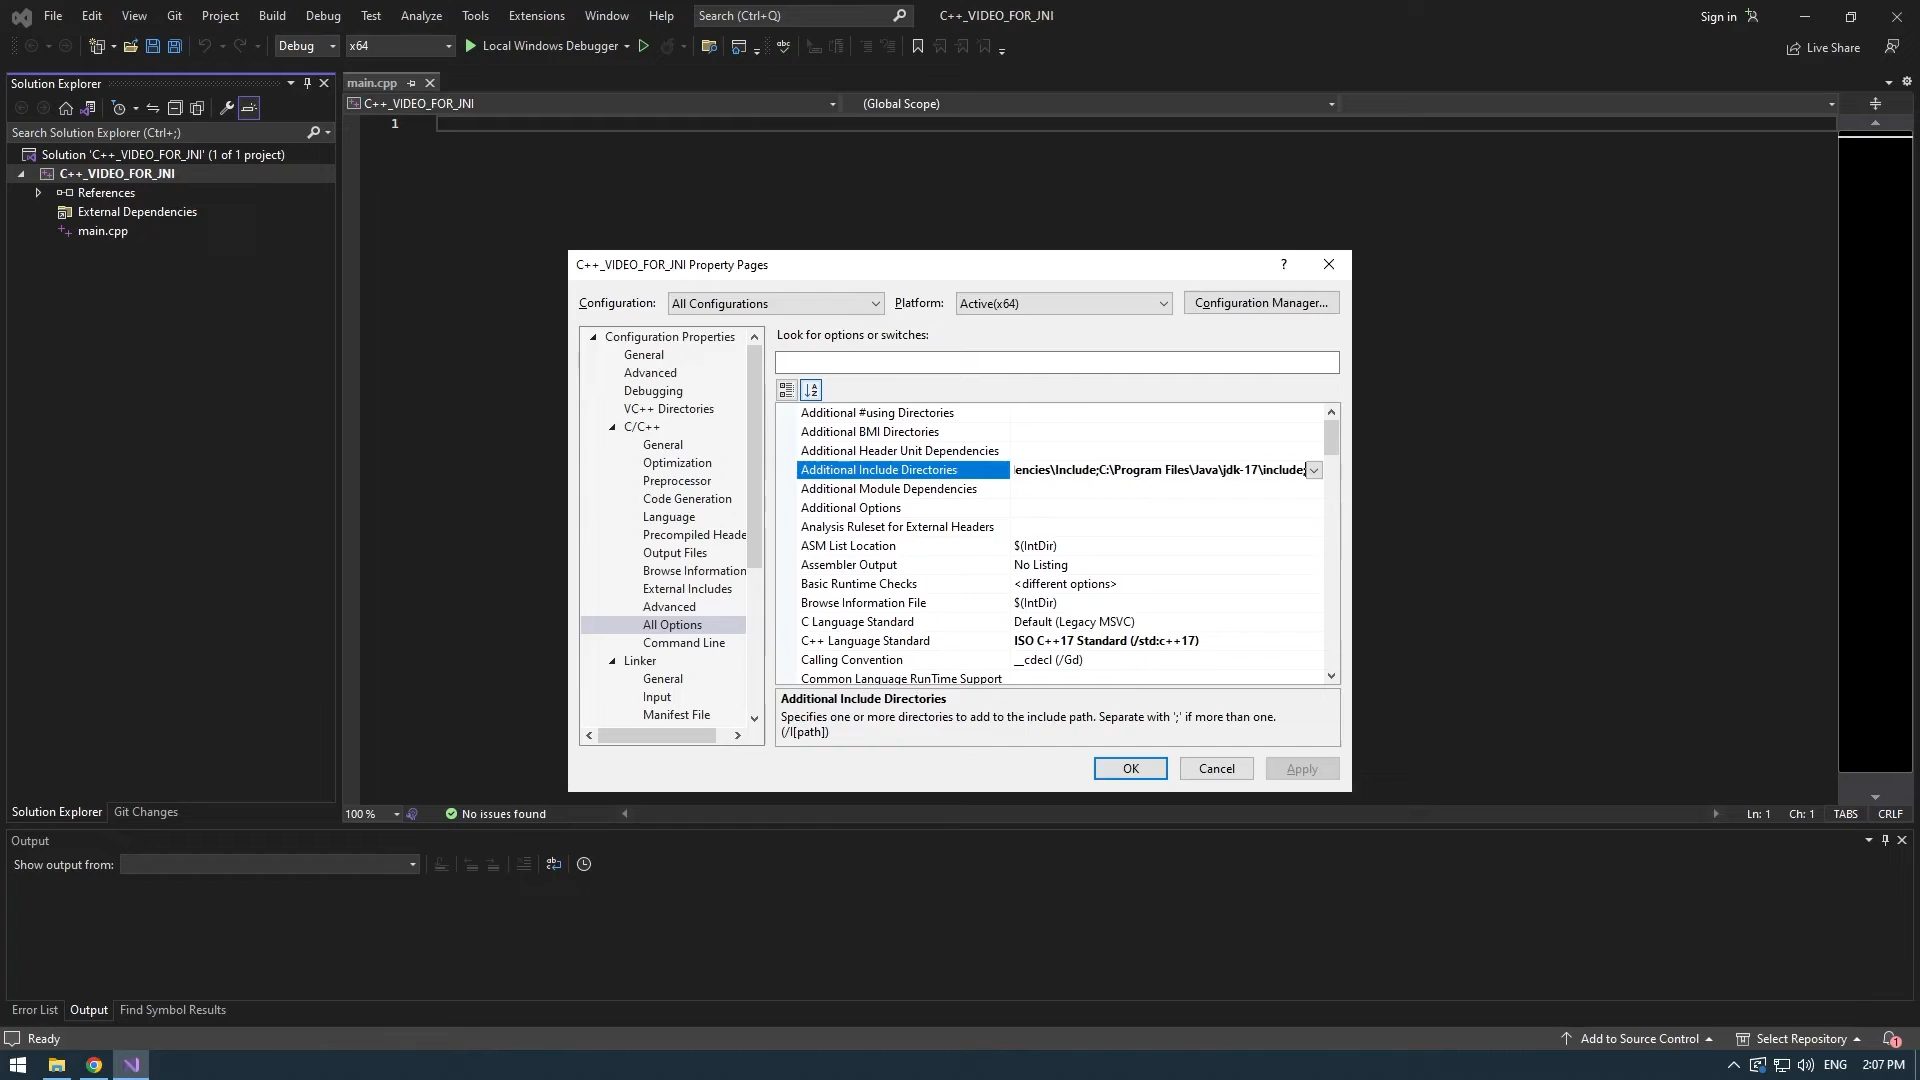 File Edit View Git Project Build Debug Test Analyze Tools Extensions Window Help Search (Ctrl+Q) C++_VIDEO_FOR_JNI Sign in
Debug x64 Local Windows Debugger Live Share
Solution Explorer
main.cpp
C++_VIDEO_FOR_JNI (Global Scope)
1
Search Solution Explorer (Ctrl+;)
Solution 'C++_VIDEO_FOR_JNI' (1 of 1 project)
C++_VIDEO_FOR_JNI
References
External Dependencies
main.cpp
C++_VIDEO_FOR_JNI Property Pages
Configuration: All Configurations Platform: Active(x64) Configuration Manager...
Configuration Properties
General
Advanced
Debugging
VC++ Directories
C/C++
General
Optimization
Preprocessor
Code Generation
Language
Precompiled Heade
Output Files
Browse Information
External Includes
Advanced
All Options
Command Line
Linker
General
Input
Manifest File
Look for options or switches:
Additional #using Directories
Additional BMI Directories
Additional Header Unit Dependencies
Additional Include Directories encies\Include;C:\Program Files\Java\jdk-17\include;
Additional Module Dependencies
Additional Options
Analysis Ruleset for External Headers
ASM List Location $(IntDir)
Assembler Output No Listing
Basic Runtime Checks <different options>
Browse Information File $(IntDir)
C Language Standard Default (Legacy MSVC)
C++ Language Standard ISO C++17 Standard (/std:c++17)
Calling Convention __cdecl (/Gd)
Common Language RunTime Support
Additional Include Directories
Specifies one or more directories to add to the include path. Separate with ';' if more than one.
(/I[path])
OK Cancel Apply
Solution Explorer Git Changes
100 % No issues found Ln: 1 Ch: 1 TABS CRLF
Output
Show output from:
Error List Output Find Symbol Results
Ready Add to Source Control Select Repository 1
ENG 2:07 PM